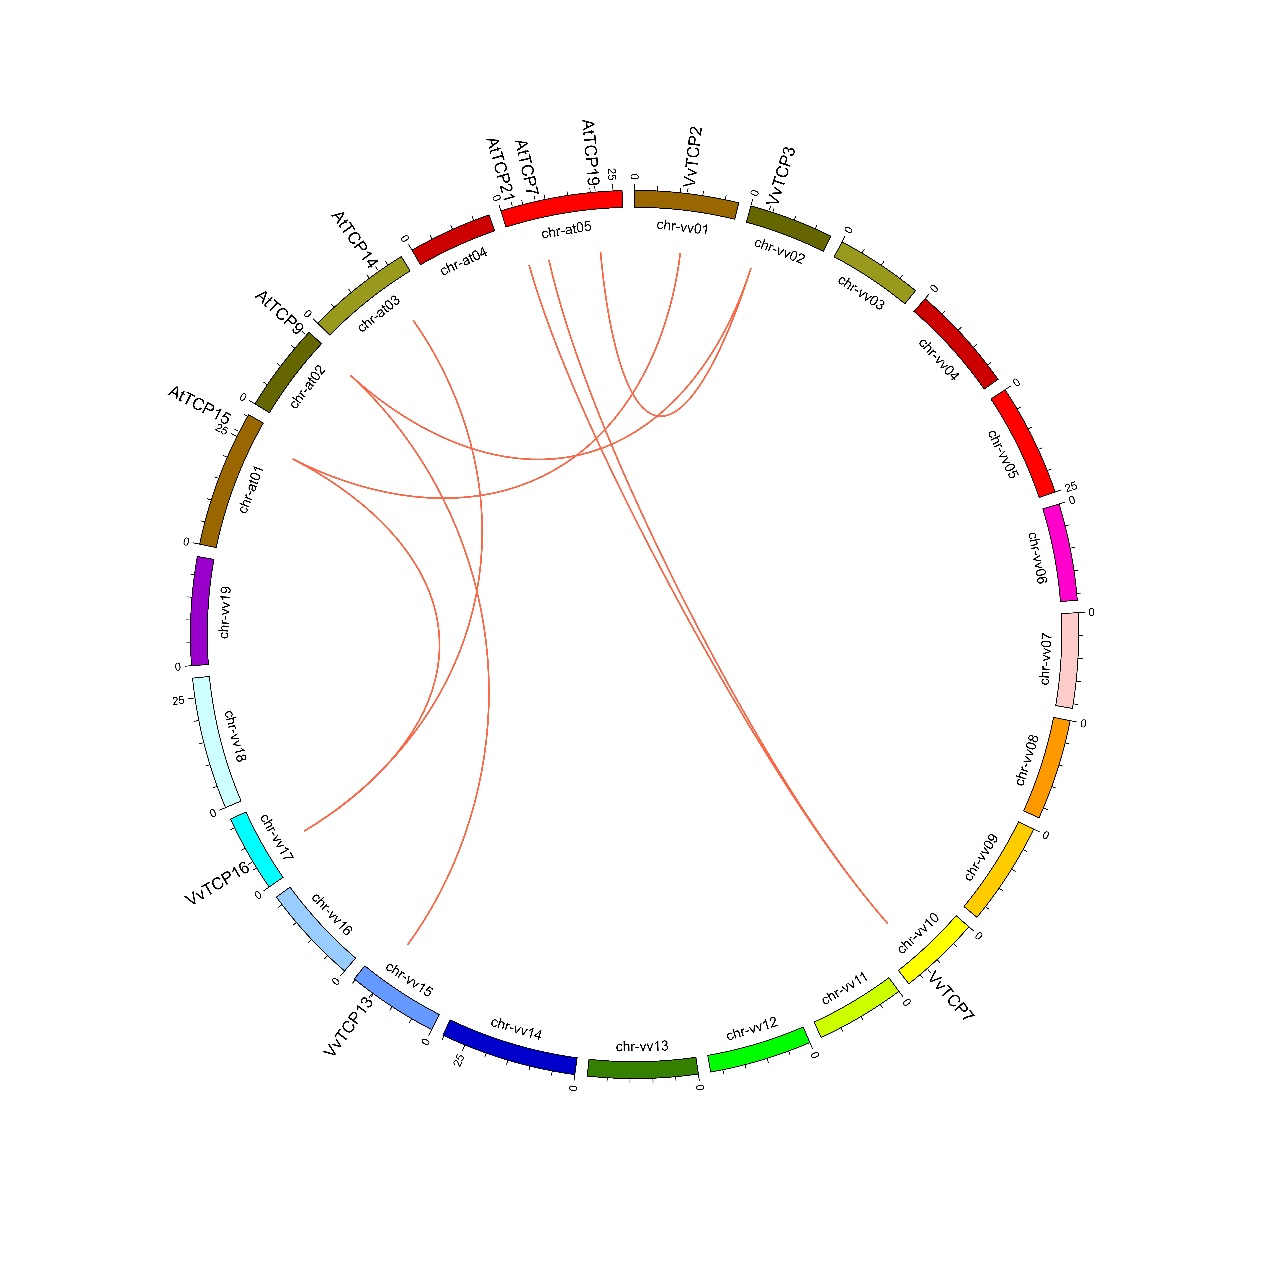 AtTCP21
AtTCP7
AtTCP19
VvTCP2
VvTCP3
AtTCP14
AtTCP9
AtTCP15
VvTCP16
VvTCP13
VvTCP7
chr-at05
0
25
chr-vv01
0
chr-vv02
0
chr-vv03
0
chr-vv04
0
chr-vv05
0
25
chr-vv06
0
chr-vv07
0
chr-vv08
0
chr-vv09
0
chr-vv10
0
chr-vv11
0
chr-vv12
0
chr-vv13
0
chr-vv14
0
25
chr-vv15
0
chr-vv16
0
chr-vv17
0
chr-vv18
0
25
chr-vv19
0
chr-at01
0
25
chr-at02
0
chr-at03
0
chr-at04
0